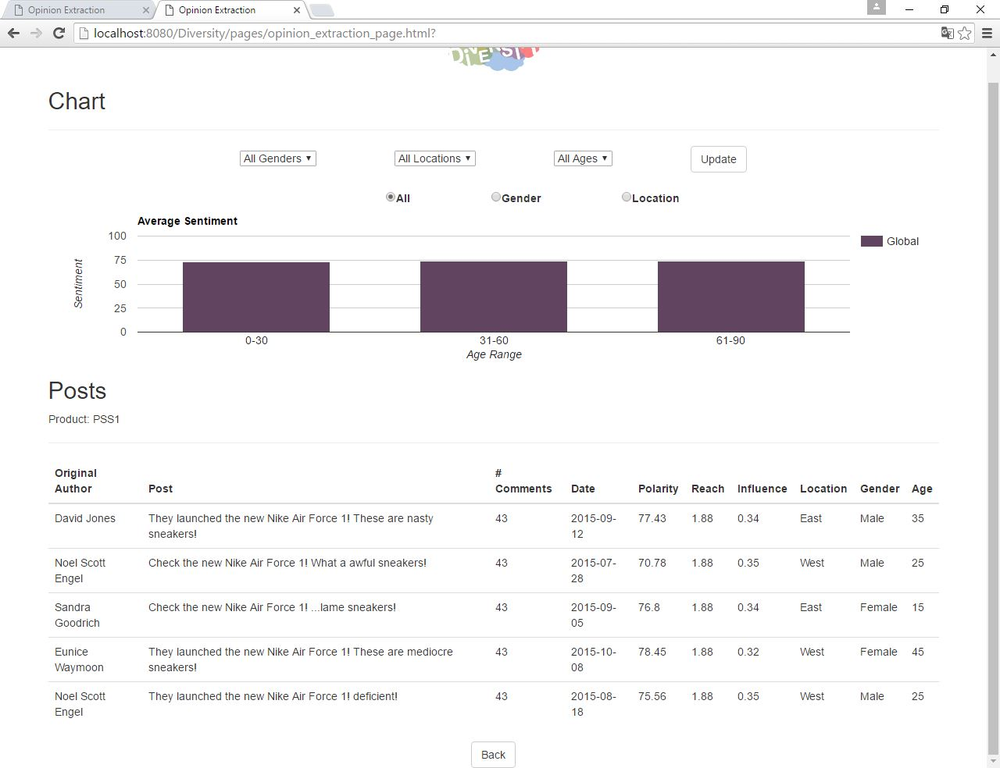 Opinion Extraction
Opinion Extraction
localhost:8080/Diversity/pages/opinion_extraction_page.html?
DiVERSiTY
Chart
All Genders All Locations All Ages Update
All Gender Location
Average Sentiment
100
75
50
25
0
Sentiment
Global
0-30 31-60 61-90
Age Range
Posts
Product: PSS1
Original Author Post # Comments Date Polarity Reach Influence Location Gender Age
David Jones They launched the new Nike Air Force 1! These are nasty sneakers! 43 2015-09-12 77.43 1.88 0.34 East Male 35
Noel Scott Engel Check the new Nike Air Force 1! What a awful sneakers! 43 2015-07-28 70.78 1.88 0.35 West Male 25
Sandra Goodrich Check the new Nike Air Force 1! ...lame sneakers! 43 2015-09-05 76.8 1.88 0.34 East Female 15
Eunice Waymoon They launched the new Nike Air Force 1! These are mediocre sneakers! 43 2015-10-08 78.45 1.88 0.32 West Female 45
Noel Scott Engel They launched the new Nike Air Force 1! deficient! 43 2015-08-18 75.56 1.88 0.35 West Male 25
Back